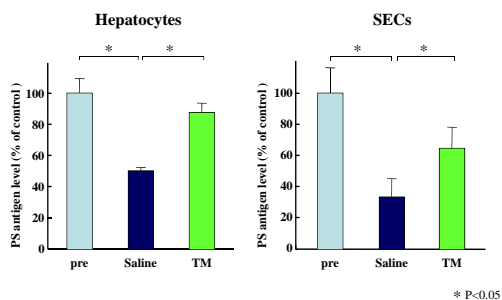 Hepatocytes
PS antigen level (% of control )
* *
100
80
60
40
20
0
pre Saline TM
SECs
PS antigen level (% of control )
* *
100
80
60
40
20
0
pre Saline TM
* P<0.05